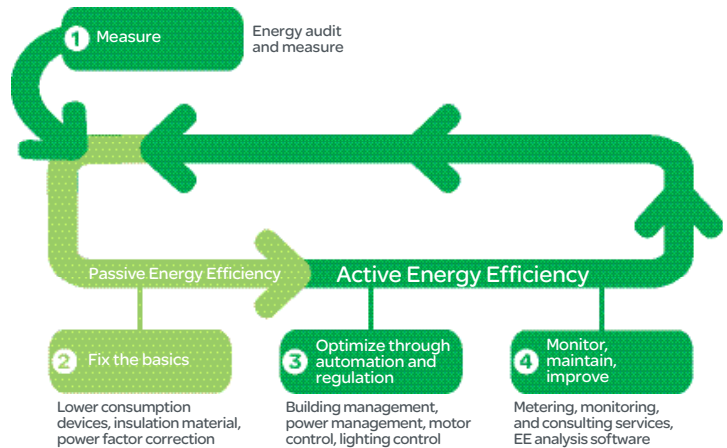 1 Measure
Energy audit
and measure
Passive Energy Efficiency
Active Energy Efficiency
2 Fix the basics
Lower consumption
devices, insulation material,
power factor correction
3 Optimize through
automation and
regulation
Building management,
power management, motor
control, lighting control
4 Monitor,
maintain,
improve
Metering, monitoring,
and consulting services,
EE analysis software